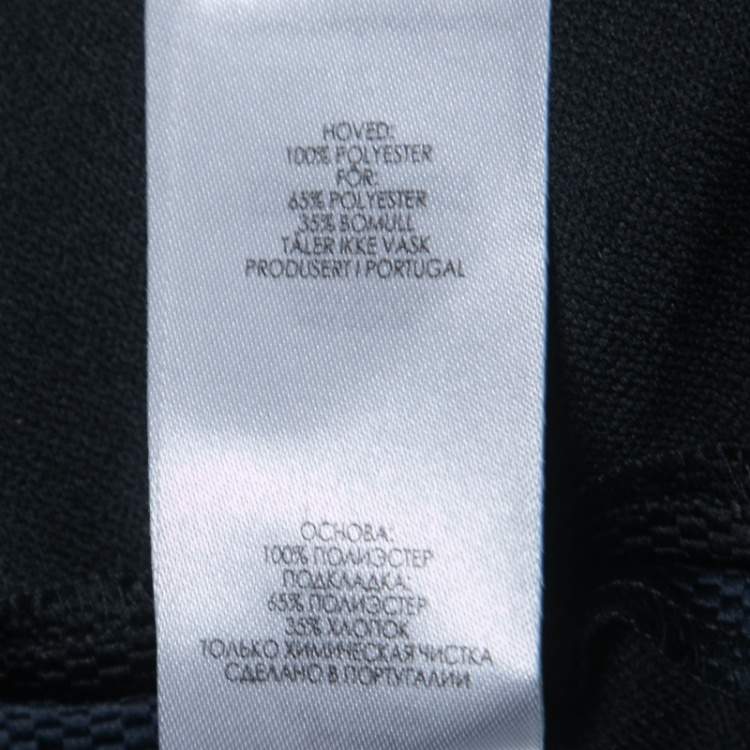 HOVED:
100% POLYESTER
FÔR:
65% POLYESTER
35% BOMULL
TÅLER IKKE VASK
PRODUSERT I PORTUGAL
ОСНОВА:
100% ПОЛИЭСТЕР
ПОДКЛАДКА:
65% ПОЛИЭСТЕР
35% ХЛОПОК
ТОЛЬКО ХИМИЧЕСКАЯ ЧИСТКА
СДЕЛАНО В ПОРТУГАЛИИ